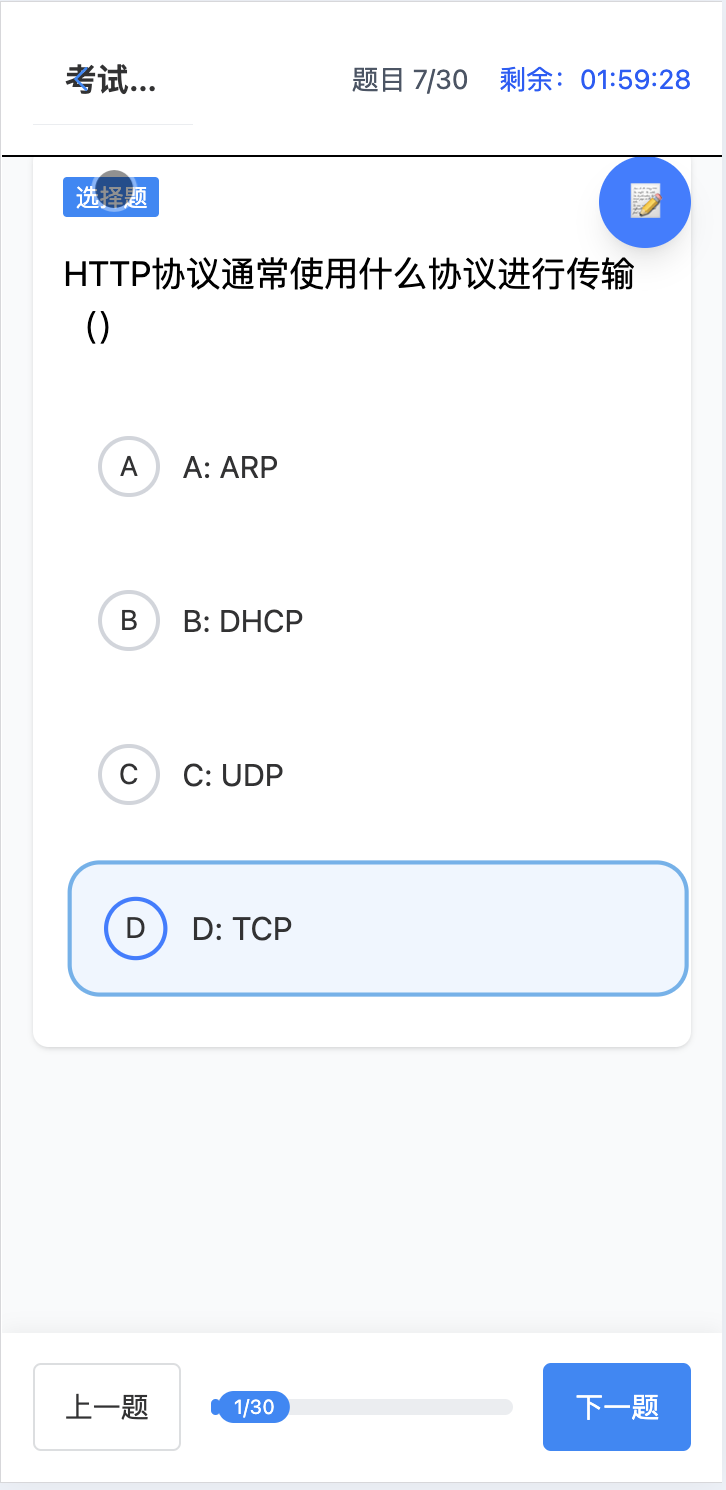 考试...
题目 7/30 剩余：01:59:28
选择题
HTTP协议通常使用什么协议进行传输
()
A A: ARP
B B: DHCP
C C: UDP
D D: TCP
上一题 1/30 下一题